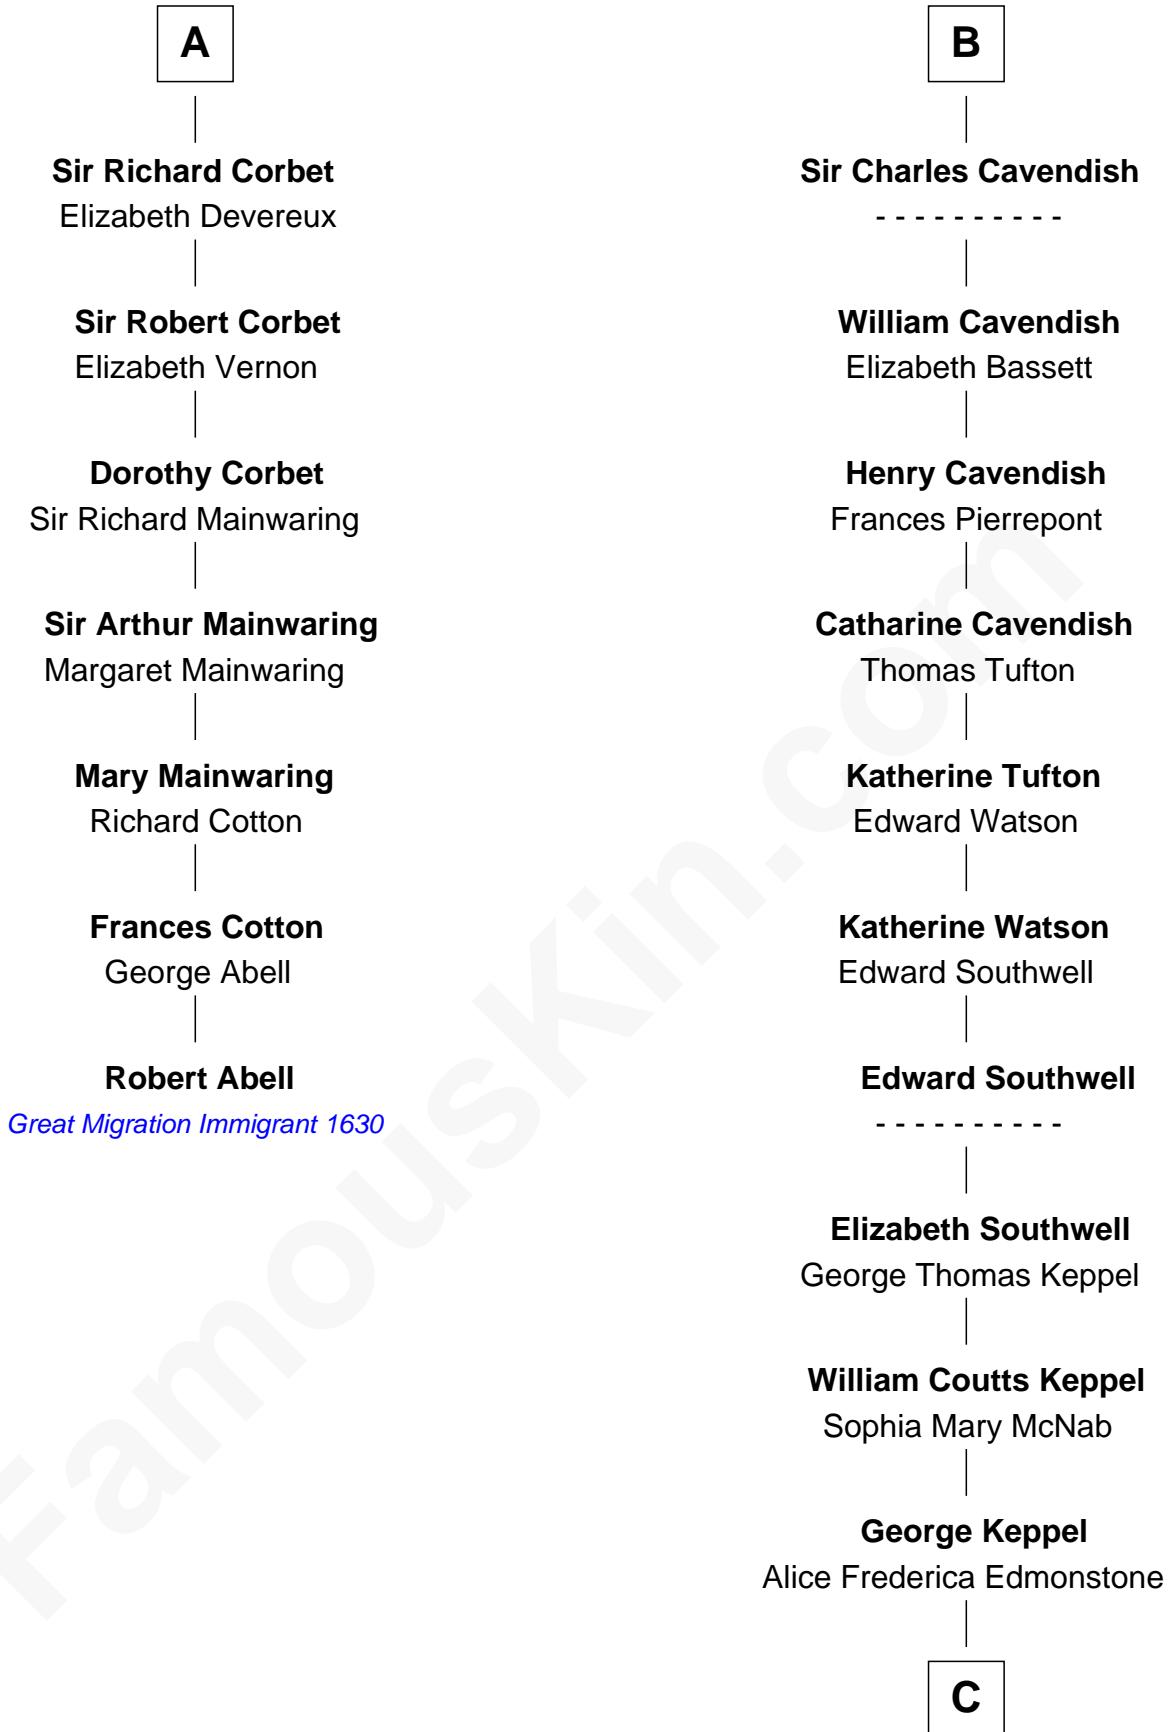 A
Sir Richard Corbet
Elizabeth Devereux
Sir Robert Corbet
Elizabeth Vernon
Dorothy Corbet
Sir Richard Mainwaring
Sir Arthur Mainwaring
Margaret Mainwaring
Mary Mainwaring
Richard Cotton
Frances Cotton
George Abell
Robert Abell
Great Migration Immigrant 1630
B
Sir Charles Cavendish
- - - - - - - - - -
William Cavendish
Elizabeth Bassett
Henry Cavendish
Frances Pierrepont
Catharine Cavendish
Thomas Tufton
Katherine Tufton
Edward Watson
Katherine Watson
Edward Southwell
Edward Southwell
- - - - - - - - - -
Elizabeth Southwell
George Thomas Keppel
William Coutts Keppel
Sophia Mary McNab
George Keppel
Alice Frederica Edmonstone
C
FamousKin.com